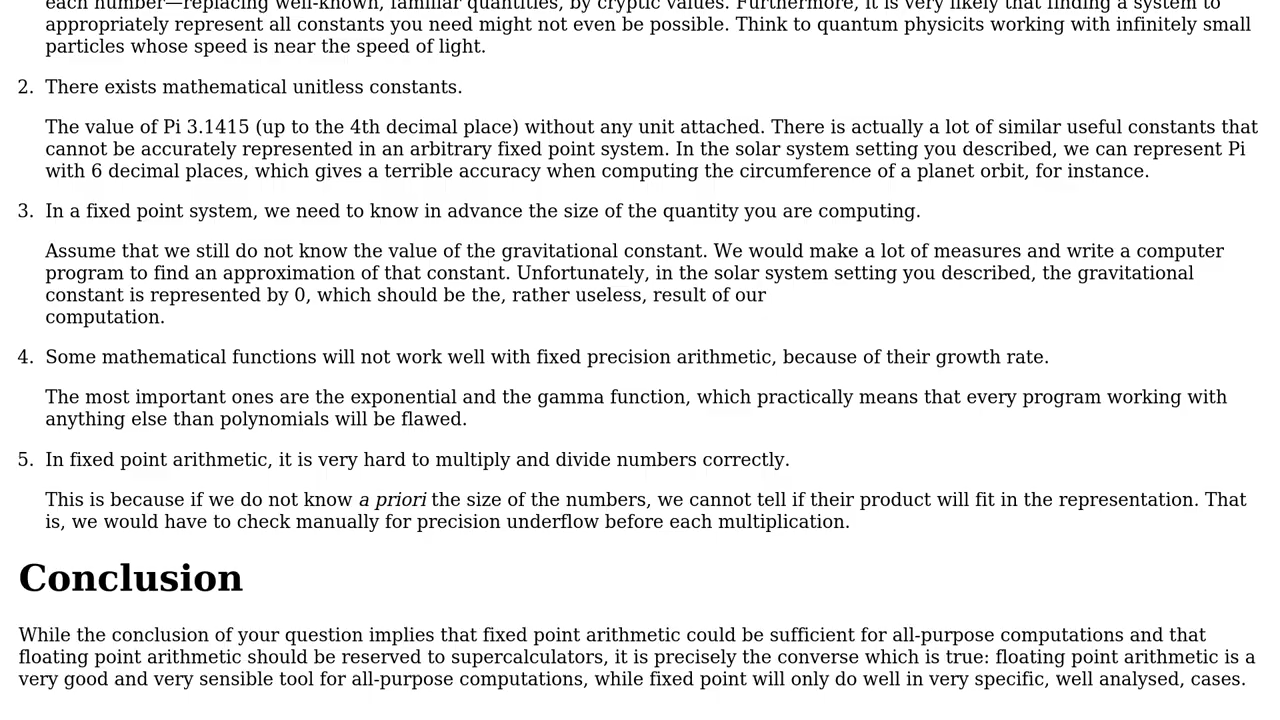 each number—replacing well-known, familiar quantities, by cryptic values. Furthermore, it is very likely that finding a system to
appropriately represent all constants you need might not even be possible. Think to quantum physicits working with infinitely small
particles whose speed is near the speed of light.
2. There exists mathematical unitless constants.
The value of Pi 3.1415 (up to the 4th decimal place) without any unit attached. There is actually a lot of similar useful constants that
cannot be accurately represented in an arbitrary fixed point system. In the solar system setting you described, we can represent Pi
with 6 decimal places, which gives a terrible accuracy when computing the circumference of a planet orbit, for instance.
3. In a fixed point system, we need to know in advance the size of the quantity you are computing.
Assume that we still do not know the value of the gravitational constant. We would make a lot of measures and write a computer
program to find an approximation of that constant. Unfortunately, in the solar system setting you described, the gravitational
constant is represented by 0, which should be the, rather useless, result of our
computation.
4. Some mathematical functions will not work well with fixed precision arithmetic, because of their growth rate.
The most important ones are the exponential and the gamma function, which practically means that every program working with
anything else than polynomials will be flawed.
5. In fixed point arithmetic, it is very hard to multiply and divide numbers correctly.
This is because if we do not know a priori the size of the numbers, we cannot tell if their product will fit in the representation. That
is, we would have to check manually for precision underflow before each multiplication.
Conclusion
While the conclusion of your question implies that fixed point arithmetic could be sufficient for all-purpose computations and that
floating point arithmetic should be reserved to supercalculators, it is precisely the converse which is true: floating point arithmetic is a
very good and very sensible tool for all-purpose computations, while fixed point will only do well in very specific, well analysed, cases.